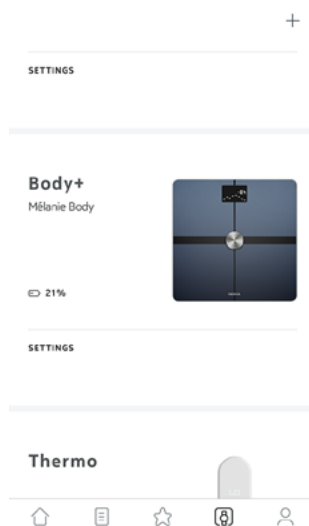 SETTINGS
Body+
Mélanie Body
21%
SETTINGS
Thermo